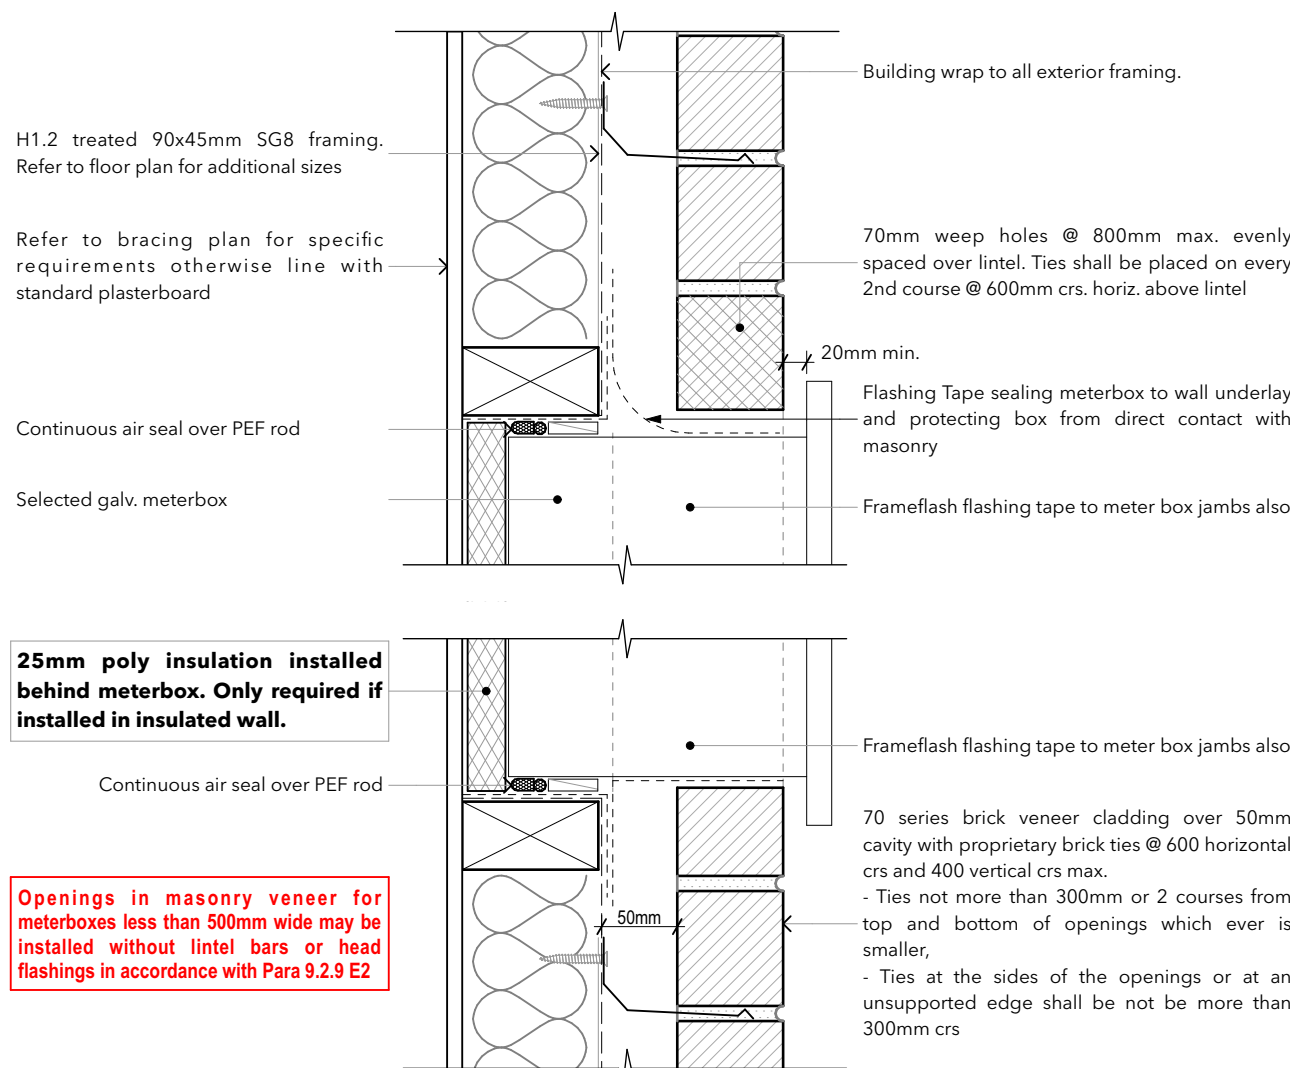 Building wrap to all exterior framing.
H1.2 treated 90x45mm SG8 framing.
Refer to floor plan for additional sizes
Refer to bracing plan for specific
requirements otherwise line with
standard plasterboard
70mm weep holes @ 800mm max. evenly
spaced over lintel. Ties shall be placed on every
2nd course @ 600mm crs. horiz. above lintel
20mm min.
Flashing Tape sealing meterbox to wall underlay
and protecting box from direct contact with
masonry
Continuous air seal over PEF rod
Selected galv. meterbox
Frameflash flashing tape to meter box jambs also
25mm poly insulation installed
behind meterbox. Only required if
installed in insulated wall.
Frameflash flashing tape to meter box jambs also
Continuous air seal over PEF rod
70 series brick veneer cladding over 50mm
cavity with proprietary brick ties @ 600 horizontal
crs and 400 vertical crs max.
- Ties not more than 300mm or 2 courses from
top and bottom of openings which ever is
smaller,
- Ties at the sides of the openings or at an
unsupported edge shall be not be more than
300mm crs
Openings in masonry veneer for
meterboxes less than 500mm wide may be
installed without lintel bars or head
flashings in accordance with Para 9.2.9 E2
50mm